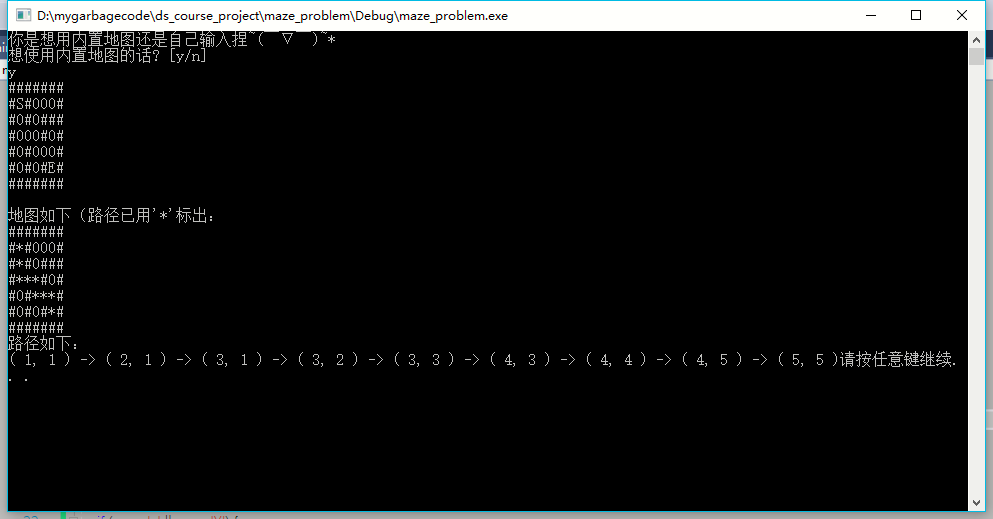 D:\mygarbagecode\ds_course_project\maze_problem\Debug\maze_problem.exe
你是想用内置地图还是自己输入捏~(￣▽￣)~*
想使用内置地图的话？[y/n]
y
#######
#S#000#
#0#0###
#000#0#
#0#000#
#0#0#E#
#######
地图如下（路径已用'*'标出：
#######
#*#000#
#*#0###
#***#0#
#0#***#
#0#0#*#
#######
路径如下：
( 1, 1 ) -> ( 2, 1 ) -> ( 3, 1 ) -> ( 3, 2 ) -> ( 3, 3 ) -> ( 4, 3 ) -> ( 4, 4 ) -> ( 4, 5 ) -> ( 5, 5 )请按任意键继续.
. .